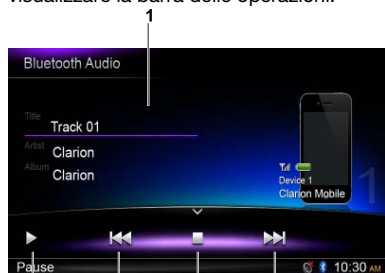 visualizzare la barra delle operazioni.
1
Bluetooth Audio
Title
Track 01
Artist
Clarion
Album
Clarion
Device 1
Clarion Mobile
1
Pause
10:30 AM